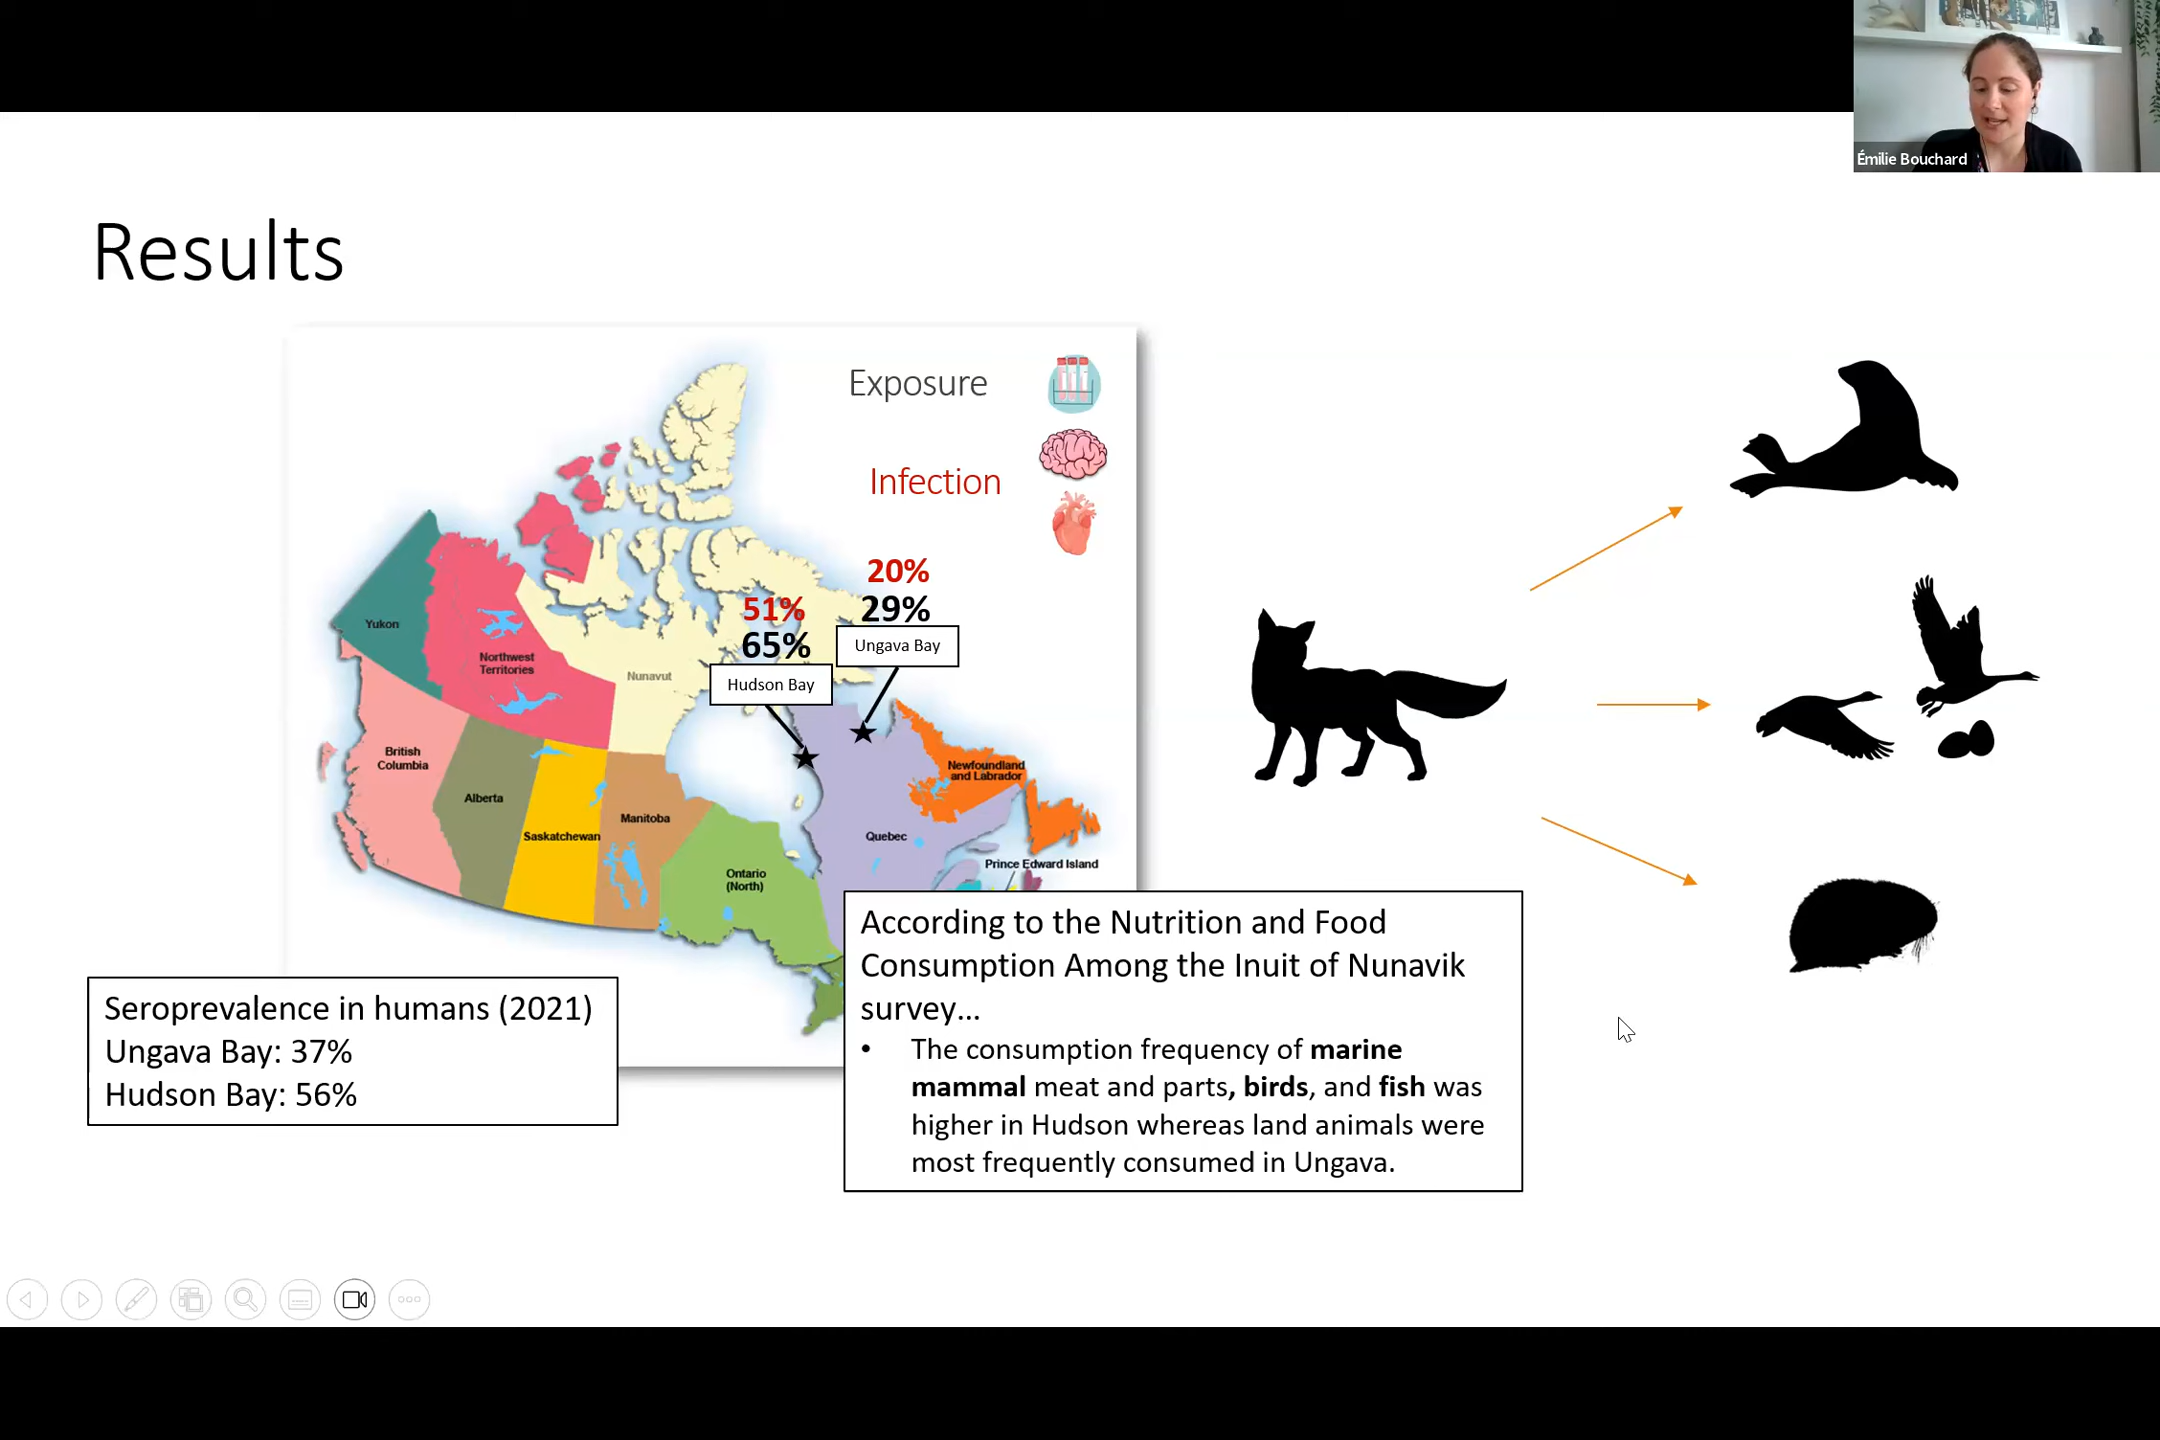 Émilie Bouchard
Results
Exposure
Infection
20%
51%
29%
65%
Ungava Bay
Hudson Bay
Yukon
Northwest
Territories
Nunavut
British
Columbia
Alberta
Saskatchewan
Manitoba
Ontario
(North)
Quebec
Newfoundland
and Labrador
Prince Edward Island
Seroprevalence in humans (2021)
Ungava Bay: 37%
Hudson Bay: 56%
According to the Nutrition and Food
Consumption Among the Inuit of Nunavik
survey...
• The consumption frequency of marine
mammal meat and parts, birds, and fish was
higher in Hudson whereas land animals were
most frequently consumed in Ungava.